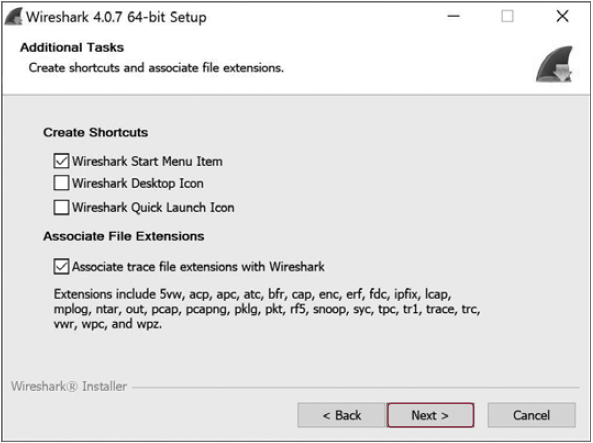 Wireshark 4.0.7 64-bit Setup
Additional Tasks
Create shortcuts and associate file extensions.
Create Shortcuts
Wireshark Start Menu Item
Wireshark Desktop Icon
Wireshark Quick Launch Icon
Associate File Extensions
Associate trace file extensions with Wireshark
Extensions include 5vw, acp, apc, atc, bfr, cap, enc, erf, fdc, ipfix, lcap,
mplog, ntar, out, pcap, pcapng, pklg, pkt, rf5, snoop, syc, tpc, tr1, trace, trc,
vwr, wpc, and wpz.
Wireshark® Installer
< Back Next > Cancel